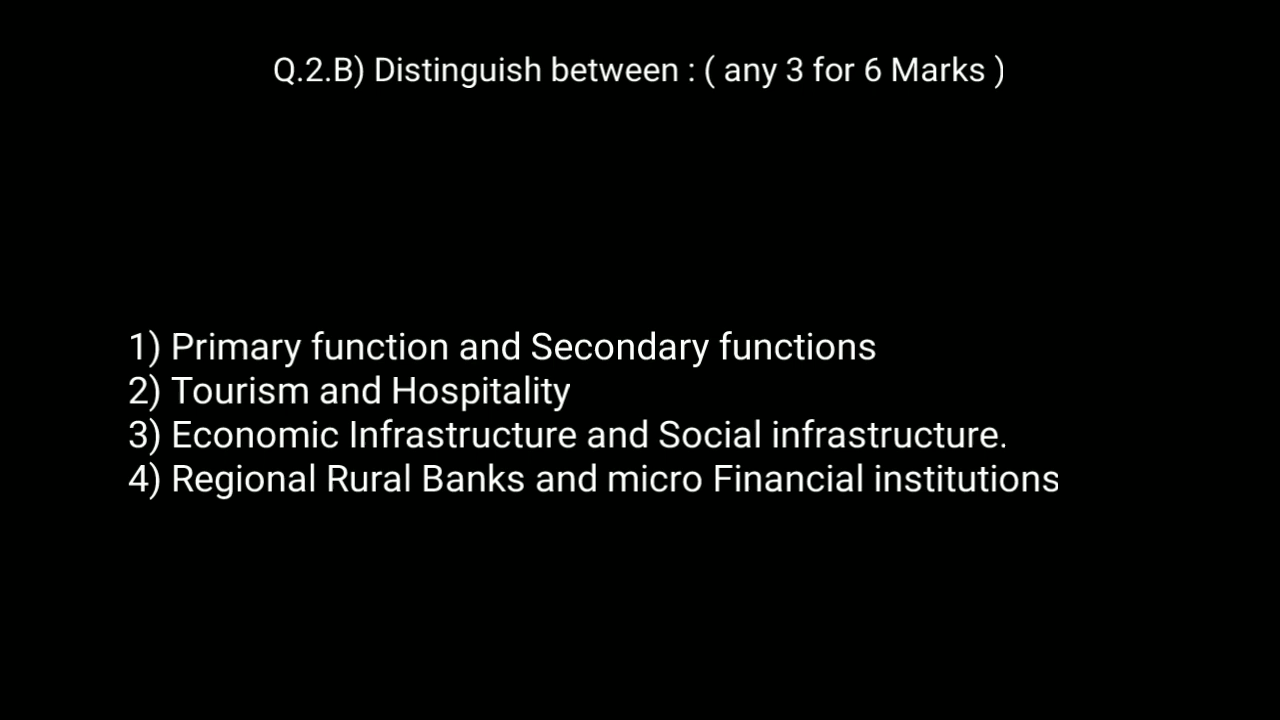 Q.2.B) Distinguish between : ( any 3 for 6 Marks )
1) Primary function and Secondary functions
2) Tourism and Hospitality
3) Economic Infrastructure and Social infrastructure.
4) Regional Rural Banks and micro Financial institutions